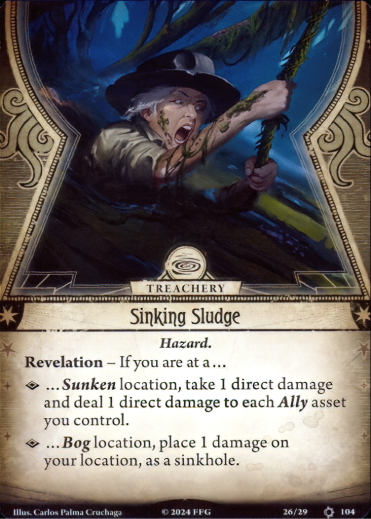 TREACHERY
Sinking Sludge
Hazard.
Revelation – If you are at a…
…Sunken location, take 1 direct damage
and deal 1 direct damage to each Ally asset
you control.
…Bog location, place 1 damage on
your location, as a sinkhole.
Illus. Carlos Palma Cruchaga © 2024 FFG 26/29 104